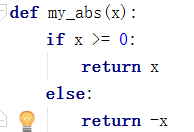 def my_abs(x):
    if x >= 0:
        return x
    else:
        return -x